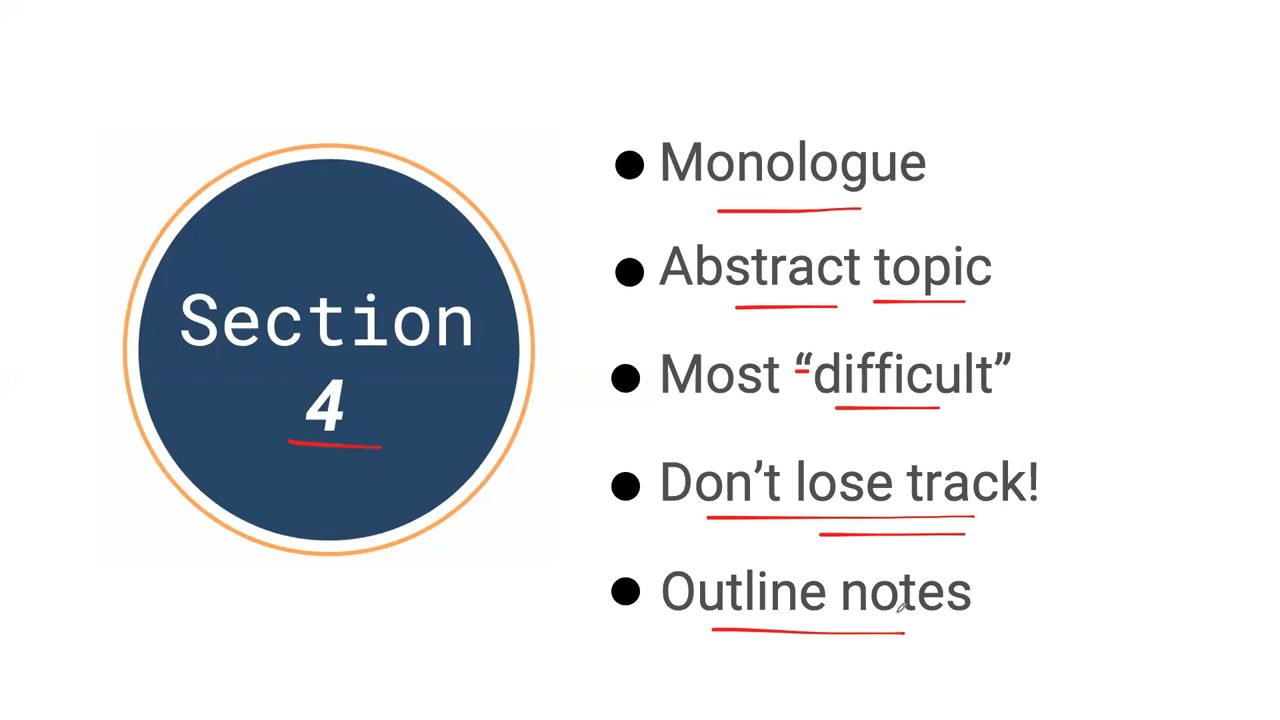 Section
4
Monologue
Abstract topic
Most “difficult”
Don’t lose track!
Outline notes